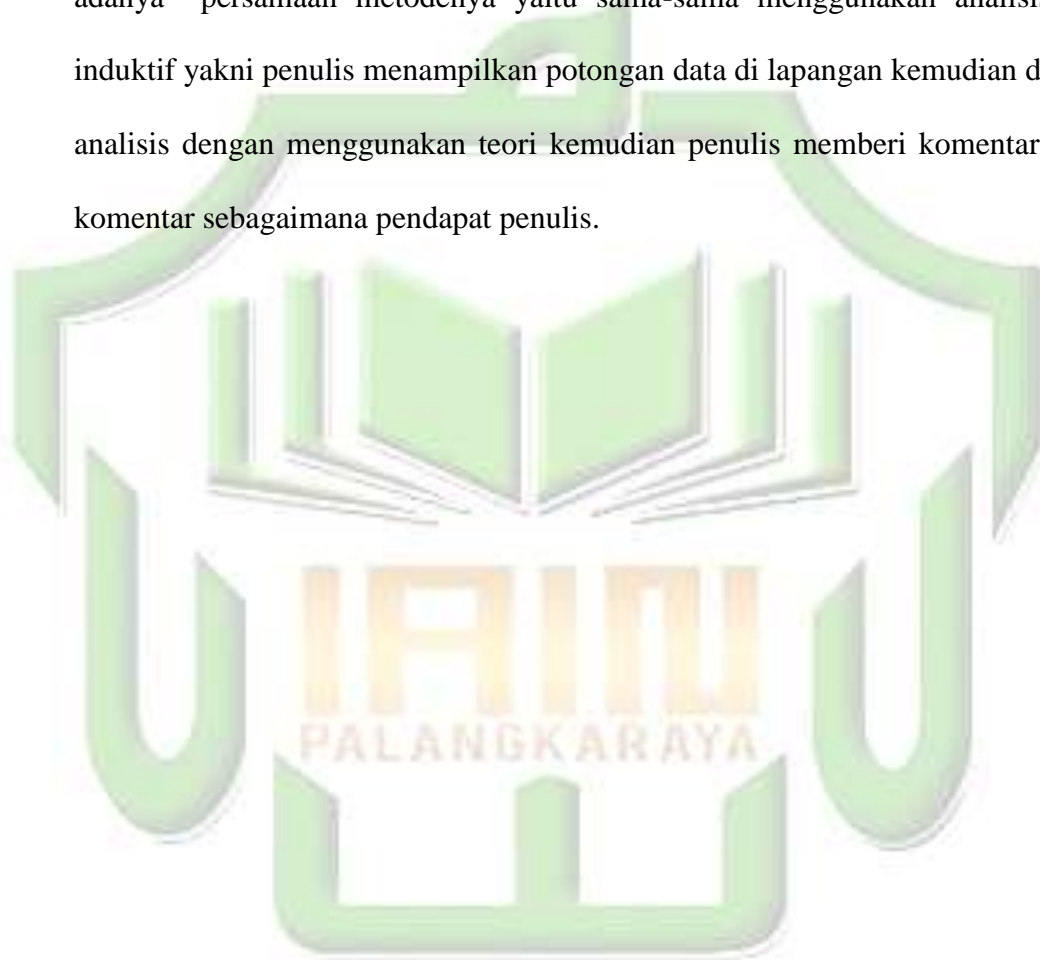 adanya persamaan metodenya yaitu sama-sama menggunakan analisis
induktif yakni penulis menampilkan potongan data di lapangan kemudian d
analisis dengan menggunakan teori kemudian penulis memberi komentar
komentar sebagaimana pendapat penulis.
IAIN
PALANGKARAYA